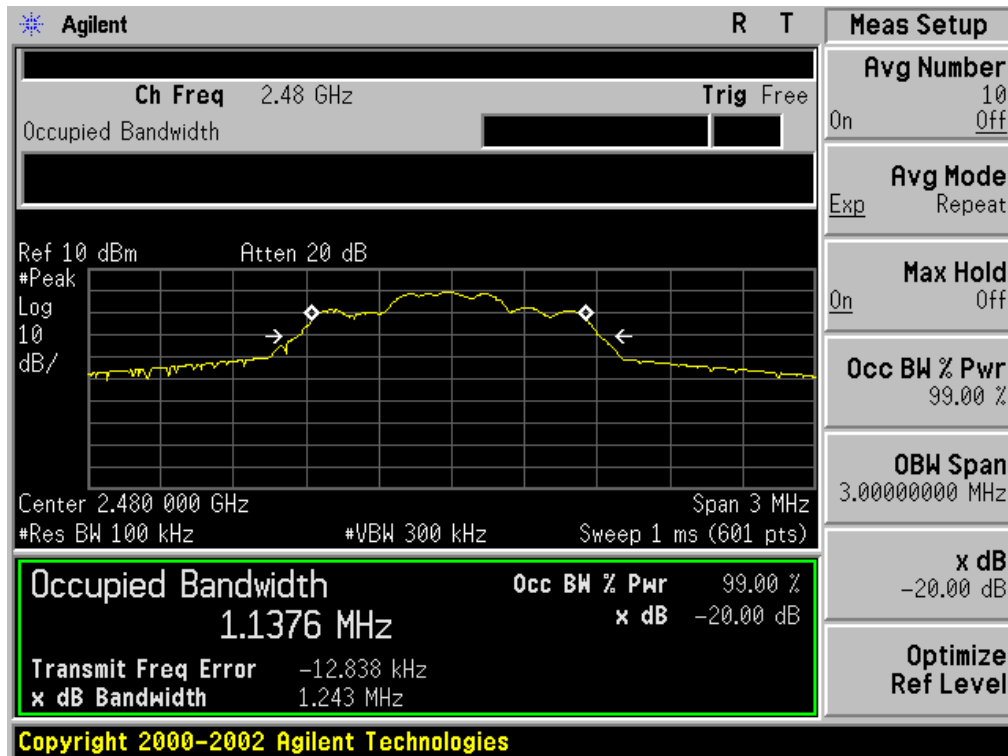 Agilent R T
Ch Freq 2.48 GHz Trig Free
Occupied Bandwidth
Ref 10 dBm Atten 20 dB
#Peak
Log
10
dB/
Center 2.480 000 GHz Span 3 MHz
#Res BW 100 kHz #VBW 300 kHz Sweep 1 ms (601 pts)
Occupied Bandwidth
1.1376 MHz
Occ BW % Pwr 99.00 %
x dB -20.00 dB
Transmit Freq Error -12.838 kHz
x dB Bandwidth 1.243 MHz
Meas Setup
Avg Number
10
On Off
Avg Mode
Exp Repeat
Max Hold
On Off
Occ BW % Pwr
99.00 %
OBW Span
3.00000000 MHz
x dB
-20.00 dB
Optimize
Ref Level
Copyright 2000-2002 Agilent Technologies